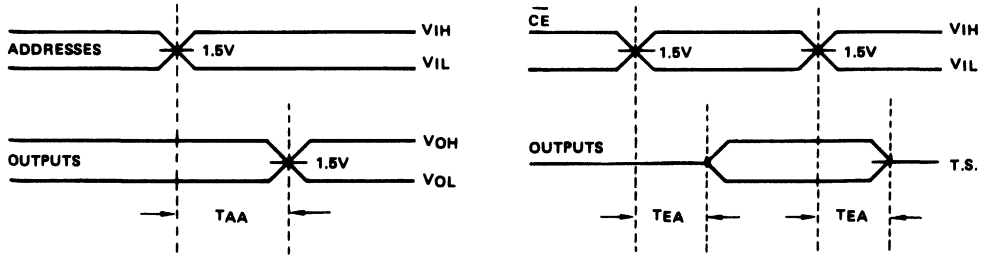 ADDRESSES
1.5V
VIH
VIL
OUTPUTS
1.5V
VOH
VOL
TAA
CE
1.5V
1.5V
VIH
VIL
OUTPUTS
T.S.
TEA
TEA